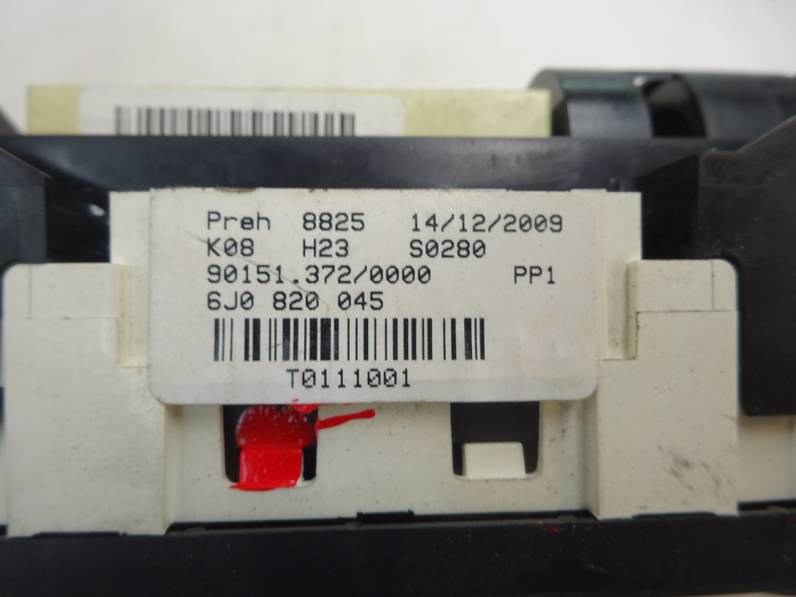 Preh 8825 14/12/2009
K08 H23 S0280
90151.372/0000 PP1
6J0 820 045
T0111001